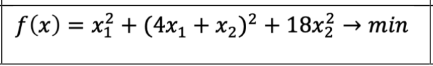 f(x) = x₁² + (4x₁ + x₂)² + 18x₂² → min